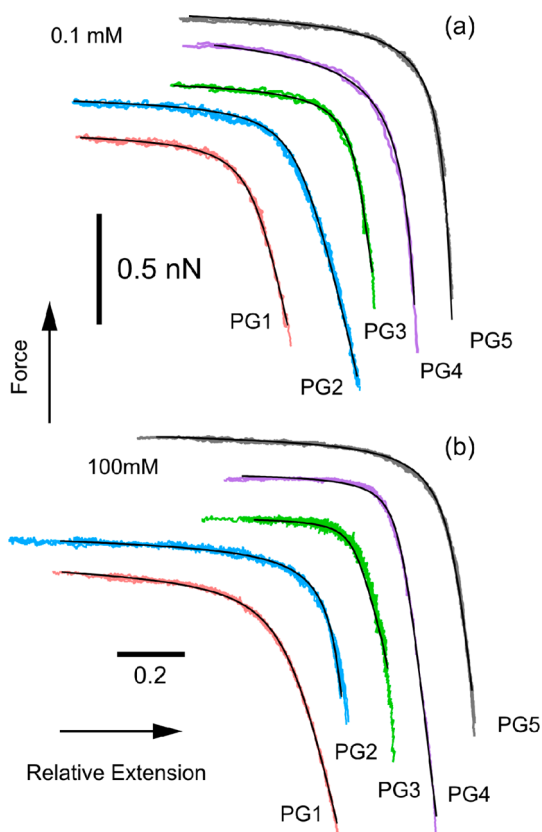 (a)
0.1 mM
0.5 nN
PG1
PG2
PG3
PG4
PG5
Force
(b)
100mM
0.2
Relative Extension
PG1
PG2
PG3
PG4
PG5